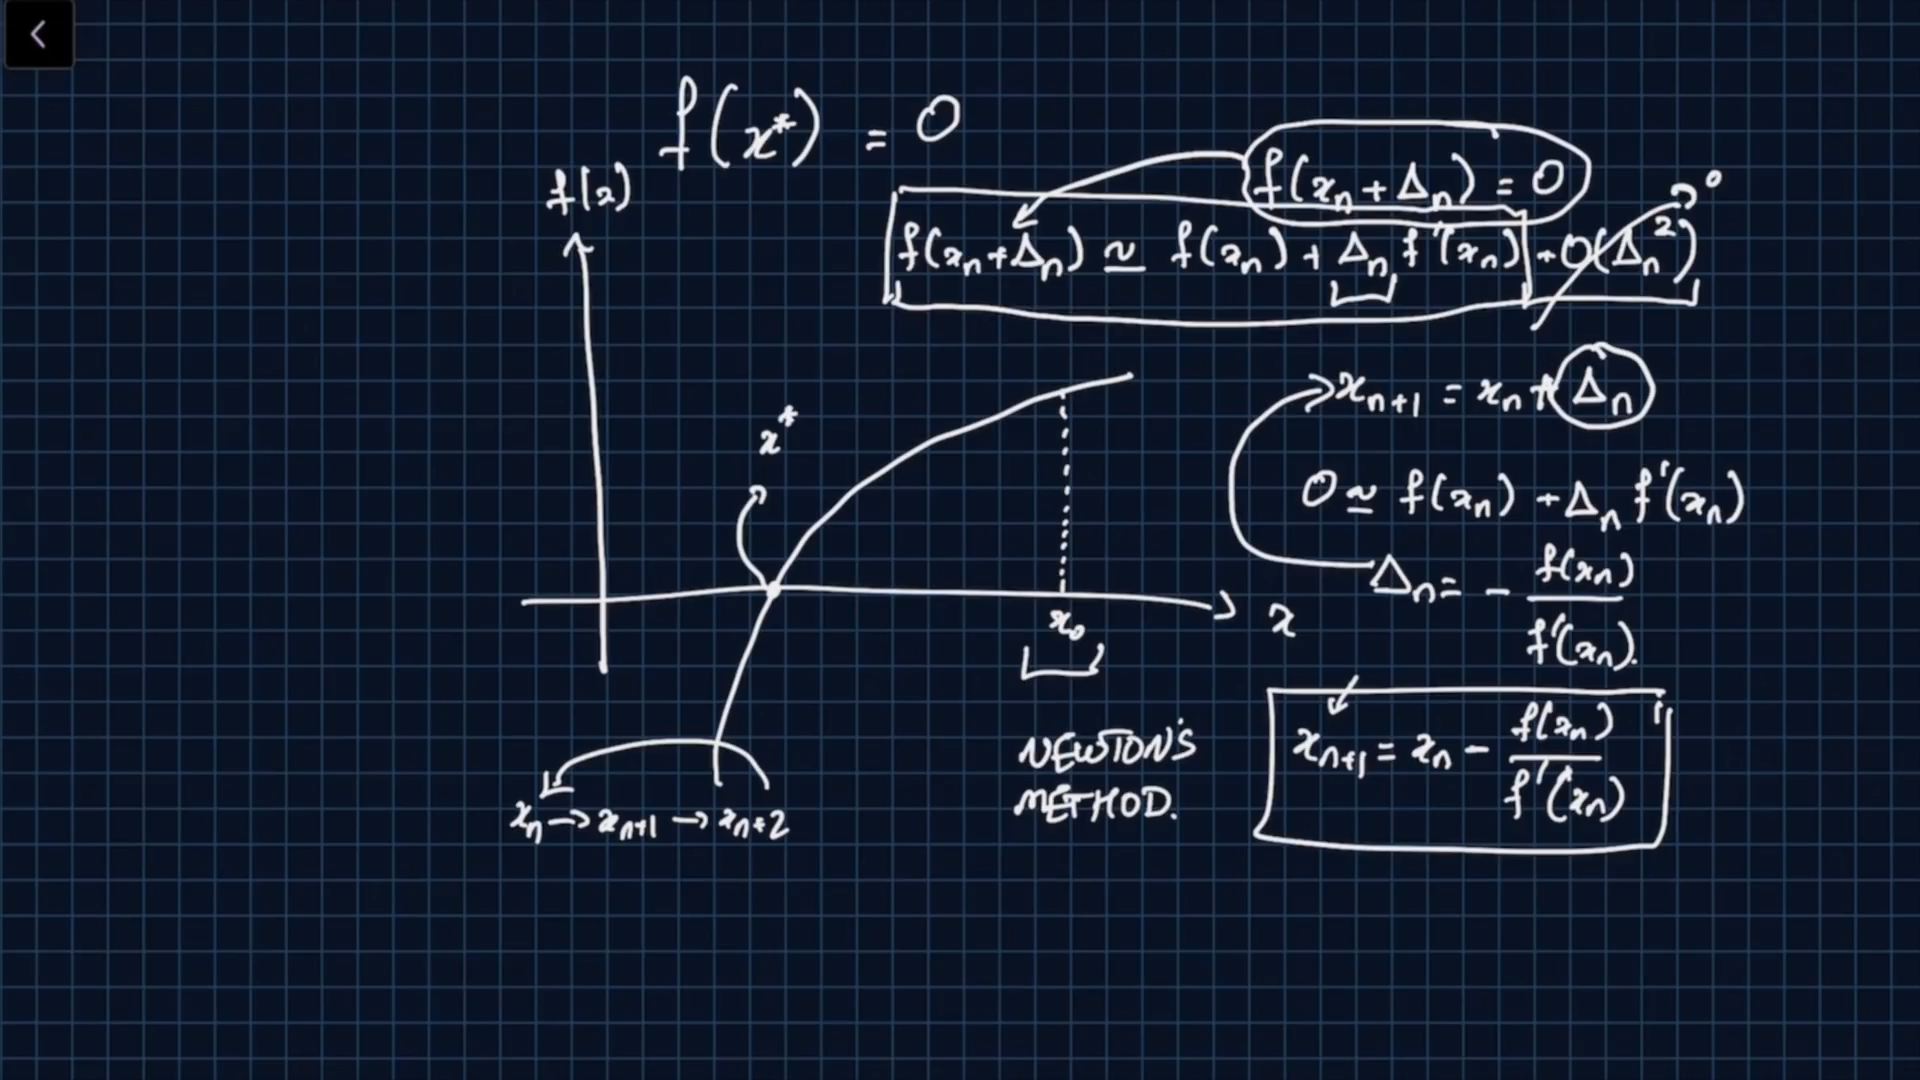 f(x*) = 0
f(x)
f(xₙ + Δₙ) = 0
f(xₙ + Δₙ) ≃ f(xₙ) + Δₙ f'(xₙ) + O(Δₙ²) → 0
x*
xₙ₊₁ = xₙ + Δₙ
0 ≃ f(xₙ) + Δₙ f'(xₙ)
Δₙ = - f(xₙ) / f'(xₙ).
x₀
x
NEWTON'S
METHOD.
xₙ₊₁ = xₙ - f(xₙ) / f'(xₙ)
xₙ → xₙ₊₁ → xₙ₊₂